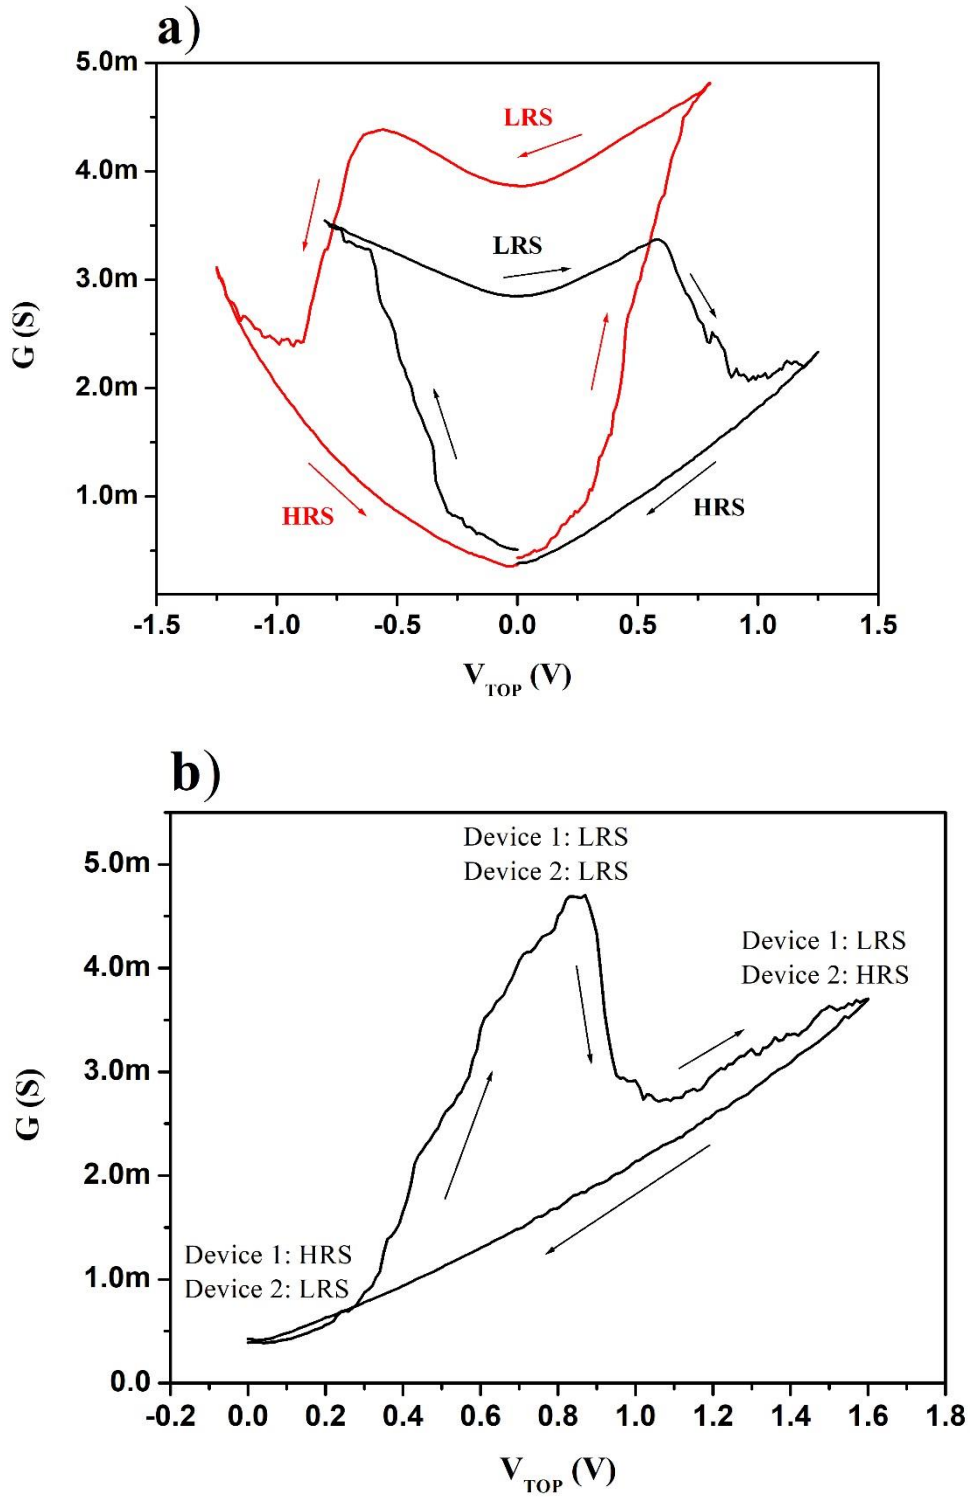 a)
5.0m
4.0m
3.0m
2.0m
1.0m
G (S)
LRS
LRS
HRS
HRS
-1.5 -1.0 -0.5 0.0 0.5 1.0 1.5
V_TOP (V)
b)
5.0m
4.0m
3.0m
2.0m
1.0m
0.0
G (S)
Device 1: LRS
Device 2: LRS
Device 1: LRS
Device 2: HRS
Device 1: HRS
Device 2: LRS
-0.2 0.0 0.2 0.4 0.6 0.8 1.0 1.2 1.4 1.6 1.8
V_TOP (V)